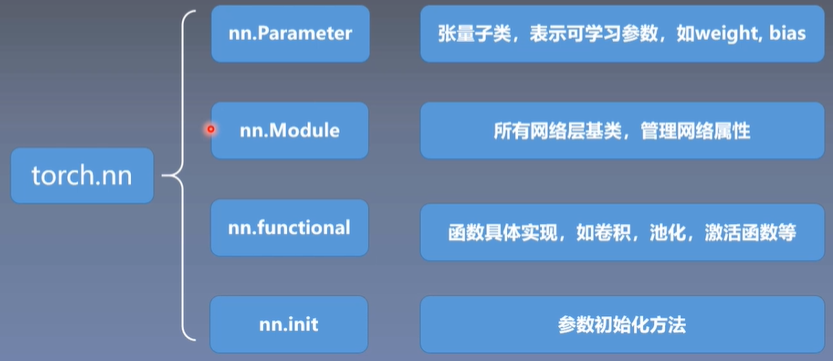 nn.Parameter
张量子类，表示可学习参数，如weight, bias
nn.Module
所有网络层基类，管理网络属性
torch.nn
nn.functional
函数具体实现，如卷积，池化，激活函数等
nn.init
参数初始化方法